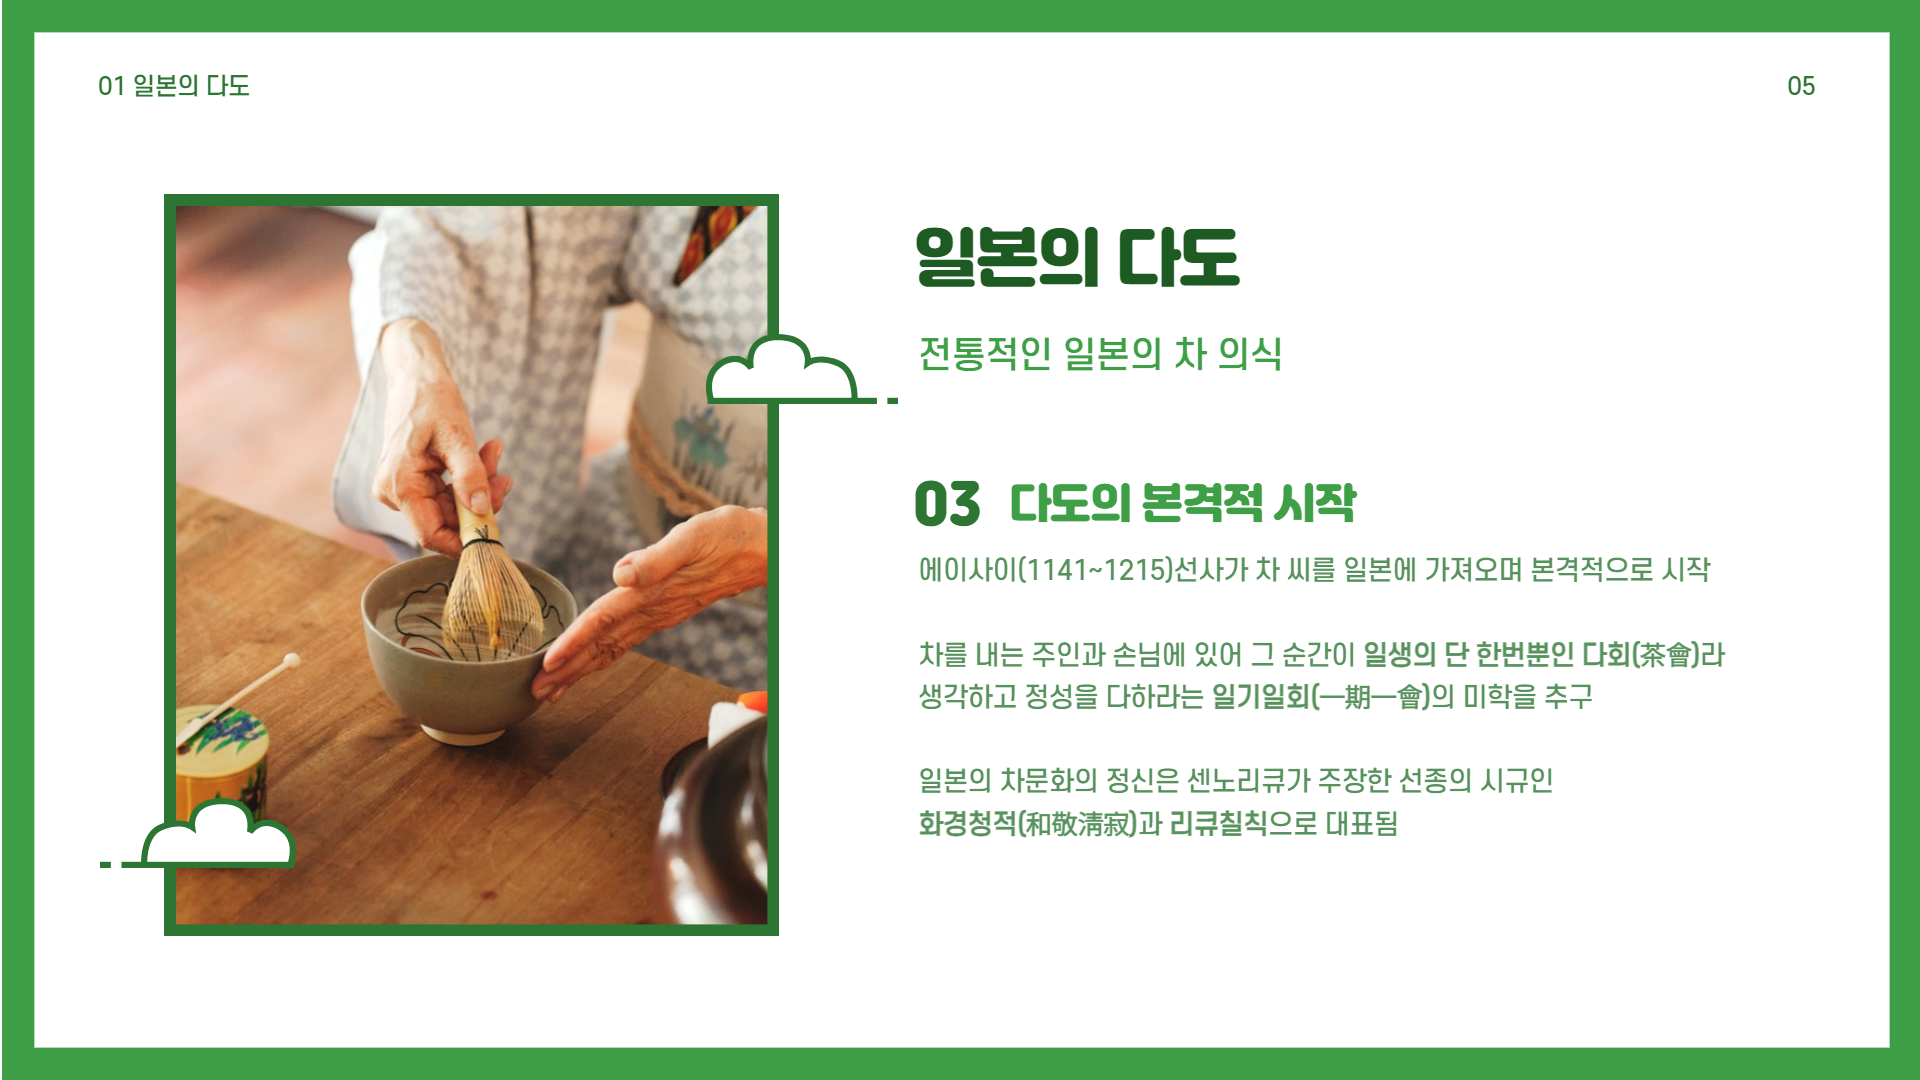 01 일본의 다도
05
일본의 다도
전통적인 일본의 차 의식
03 다도의 본격적 시작
에이사이(1141~1215)선사가 차 씨를 일본에 가져오며 본격적으로 시작
차를 내는 주인과 손님에 있어 그 순간이 일생의 단 한번뿐인 다회(茶會)라
생각하고 정성을 다하라는 일기일회(一期一會)의 미학을 추구
일본의 차문화의 정신은 센노리큐가 주장한 선종의 시규인
화경청적(和敬淸寂)과 리큐칠칙으로 대표됨